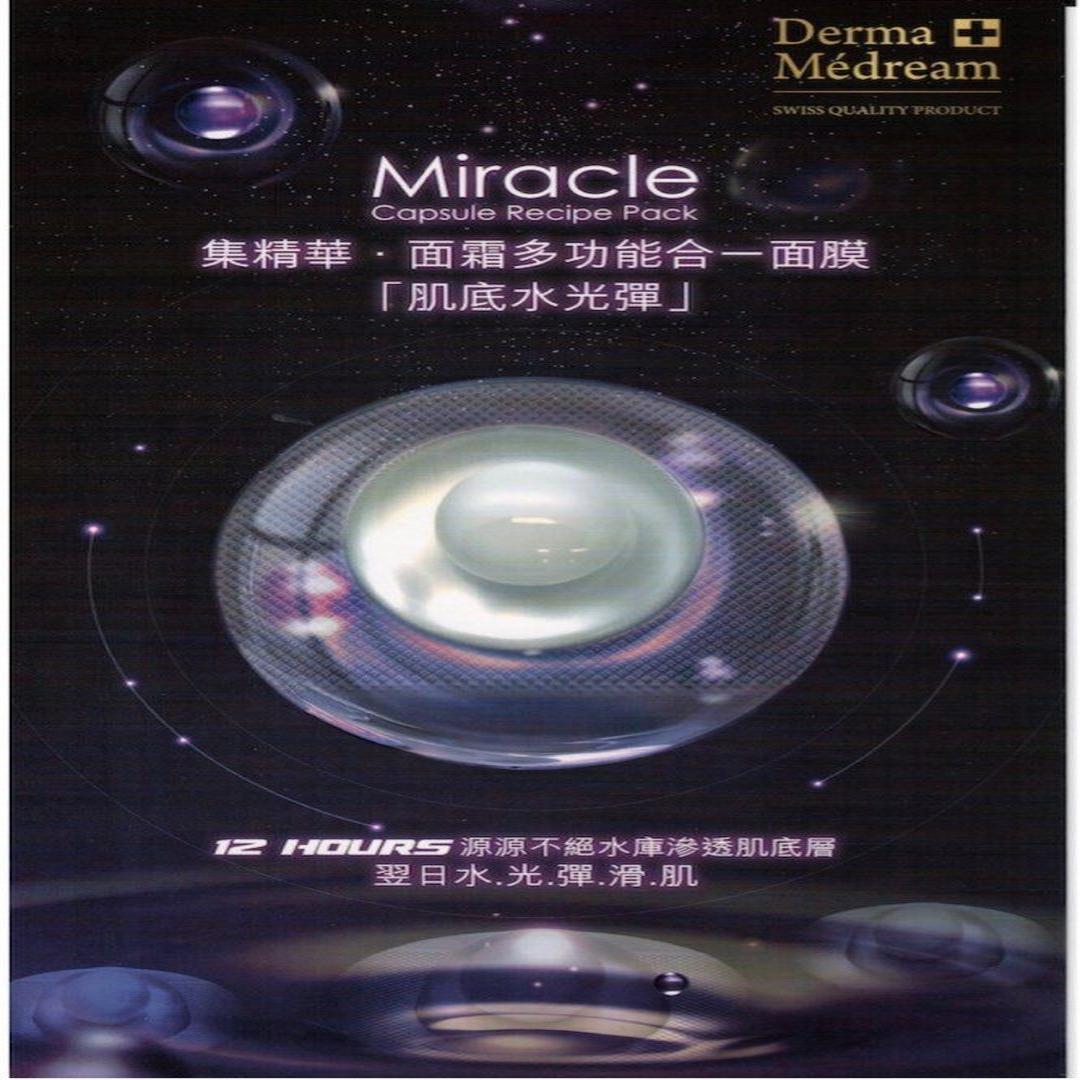 Derma
Médream
SWISS QUALITY PRODUCT
Miracle
Capsule Recipe Pack
集精華·面霜多功能合一面膜
「肌底水光彈」
12 HOURS 源源不絕水庫滲透肌底層
翌日水.光.彈.滑.肌